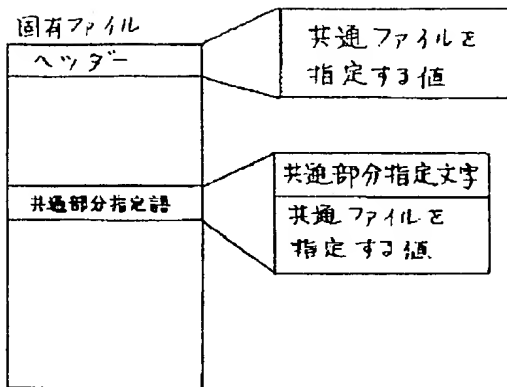 固有ファイル
ヘッダー
共通ファイルを
指定する値
共通部分指定語
共通部分指定文字
共通ファイルを
指定する値